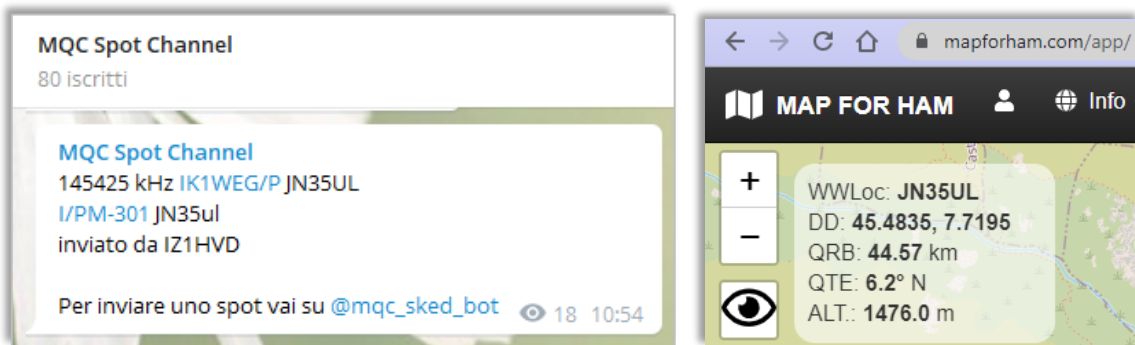 MQC Spot Channel
80 iscritti
MQC Spot Channel
145425 kHz IK1WEG/P JN35UL
I/PM-301 JN35ul
inviato da IZ1HVD
Per inviare uno spot vai su @mqc_sked_bot 18 10:54
mapforham.com/app/
MAP FOR HAM Info
+
−
WWLoc: JN35UL
DD: 45.4835, 7.7195
QRB: 44.57 km
QTE: 6.2° N
ALT.: 1476.0 m
Cast